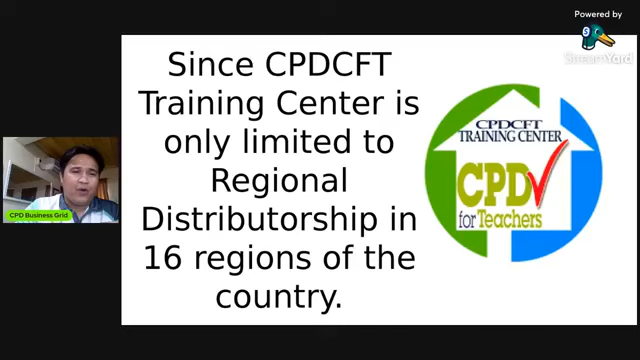 Powered by
StreamYard
Since CPDCFT
Training Center is
only limited to
Regional
Distributorship in
16 regions of the
country.
CPDCFT
TRAINING CENTER
CPD
for Teachers
CPD Business Grid